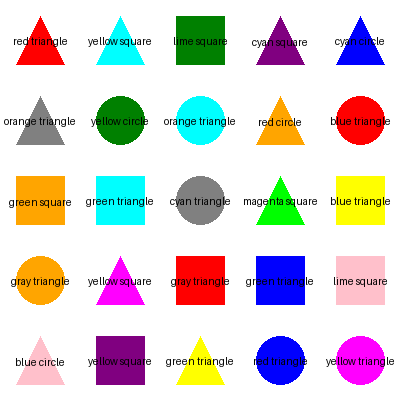 red triangle
yellow square
lime square
cyan square
cyan circle
orange triangle
yellow circle
orange triangle
red circle
blue triangle
green square
green triangle
cyan triangle
magenta square
blue triangle
gray triangle
yellow square
gray triangle
green triangle
lime square
blue circle
yellow square
green triangle
red triangle
yellow triangle